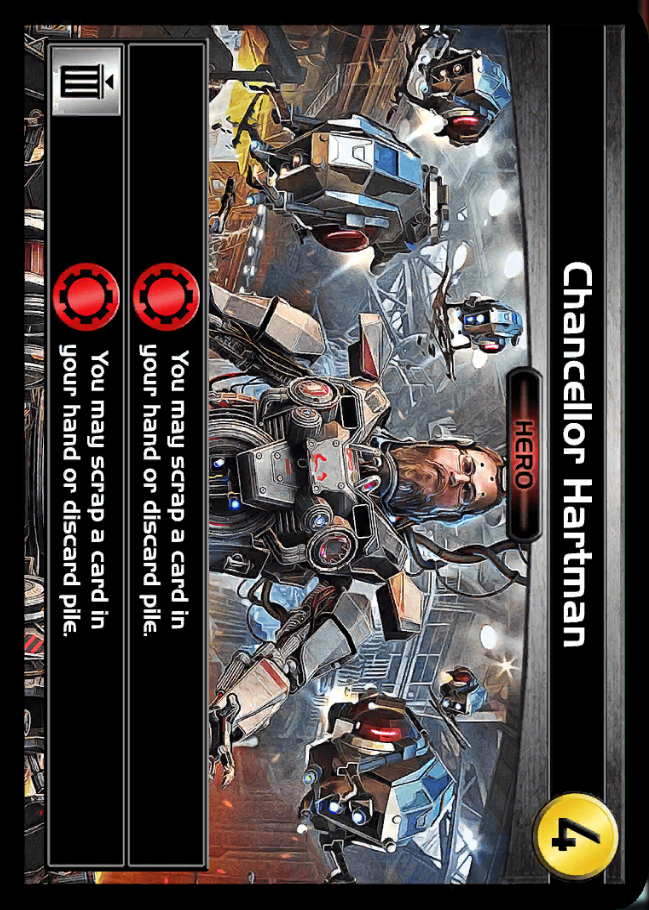 Chancellor Hartman
4
HERO
You may scrap a card in
your hand or discard pile.
You may scrap a card in
your hand or discard pile.